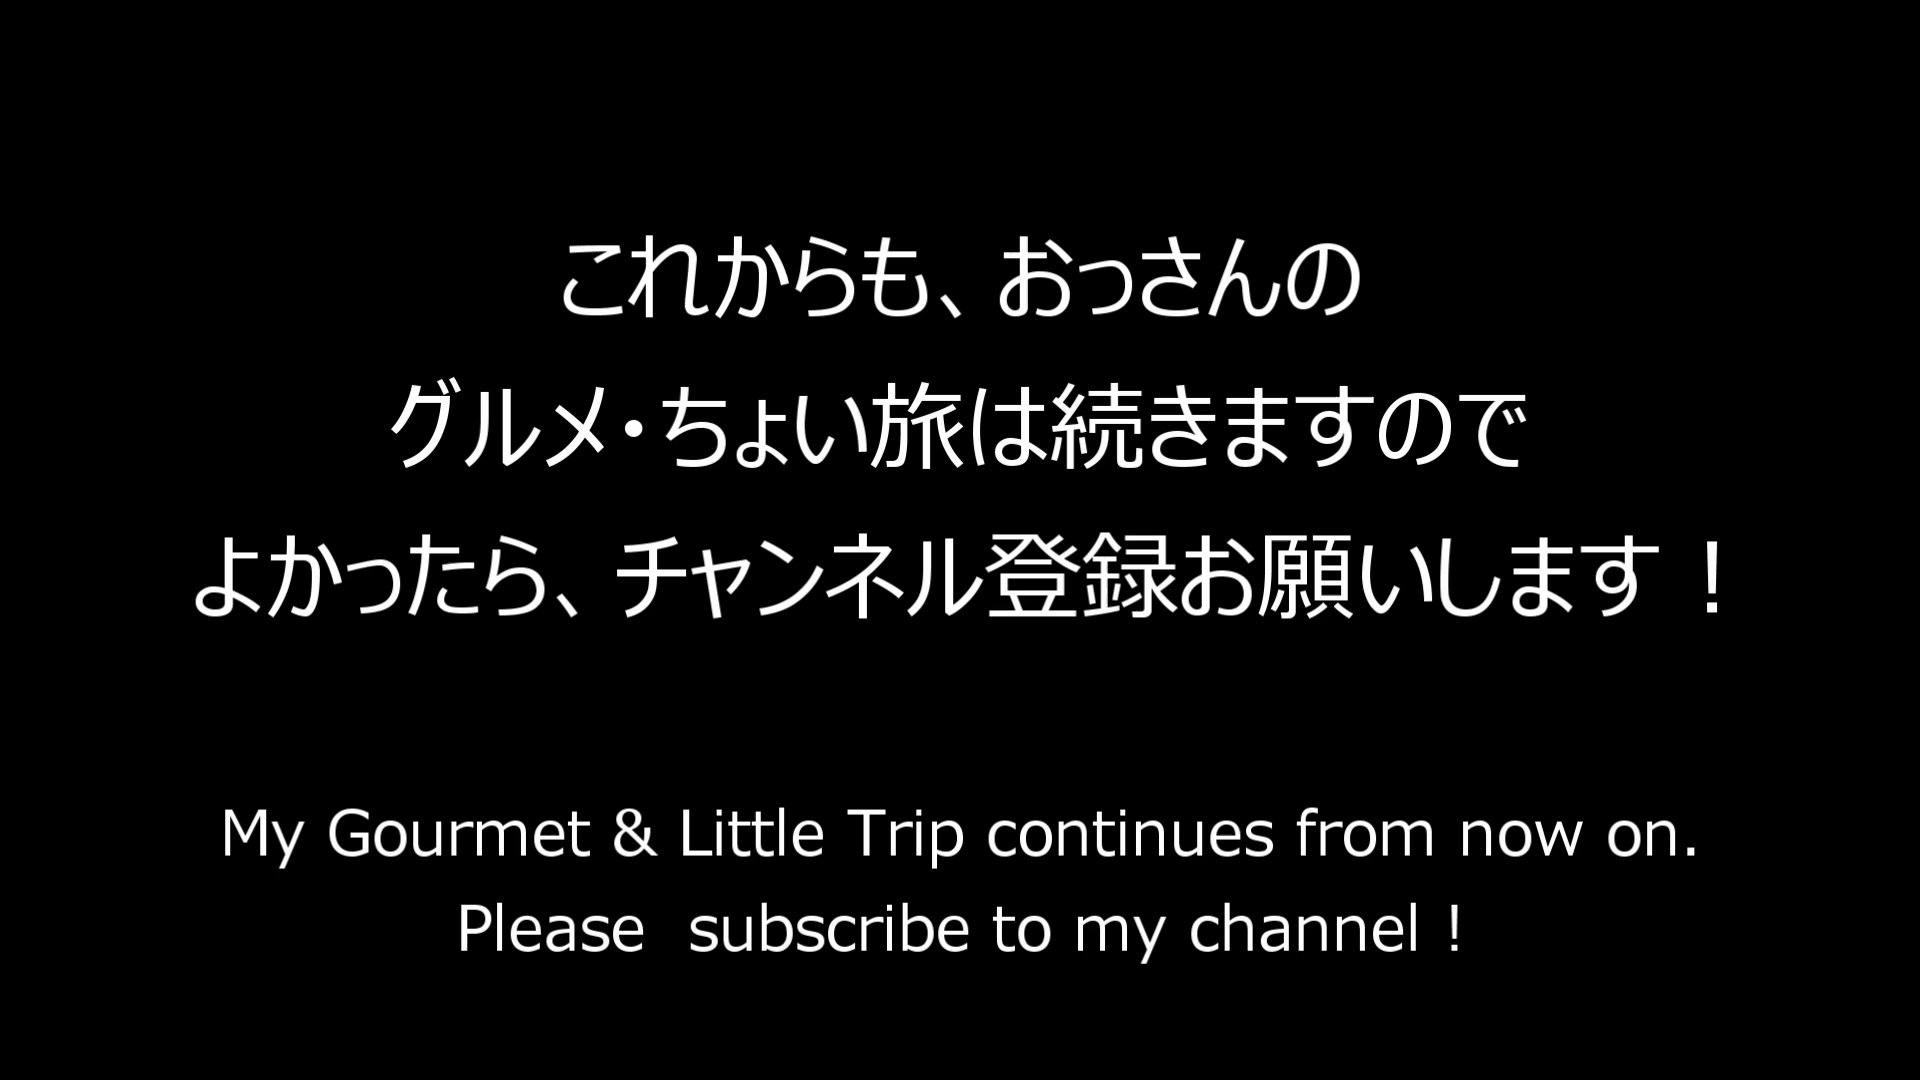 これからも、おっさんの
グルメ・ちょい旅は続きますので
よかったら、チャンネル登録お願いします！
My Gourmet & Little Trip continues from now on.
Please  subscribe to my channel !